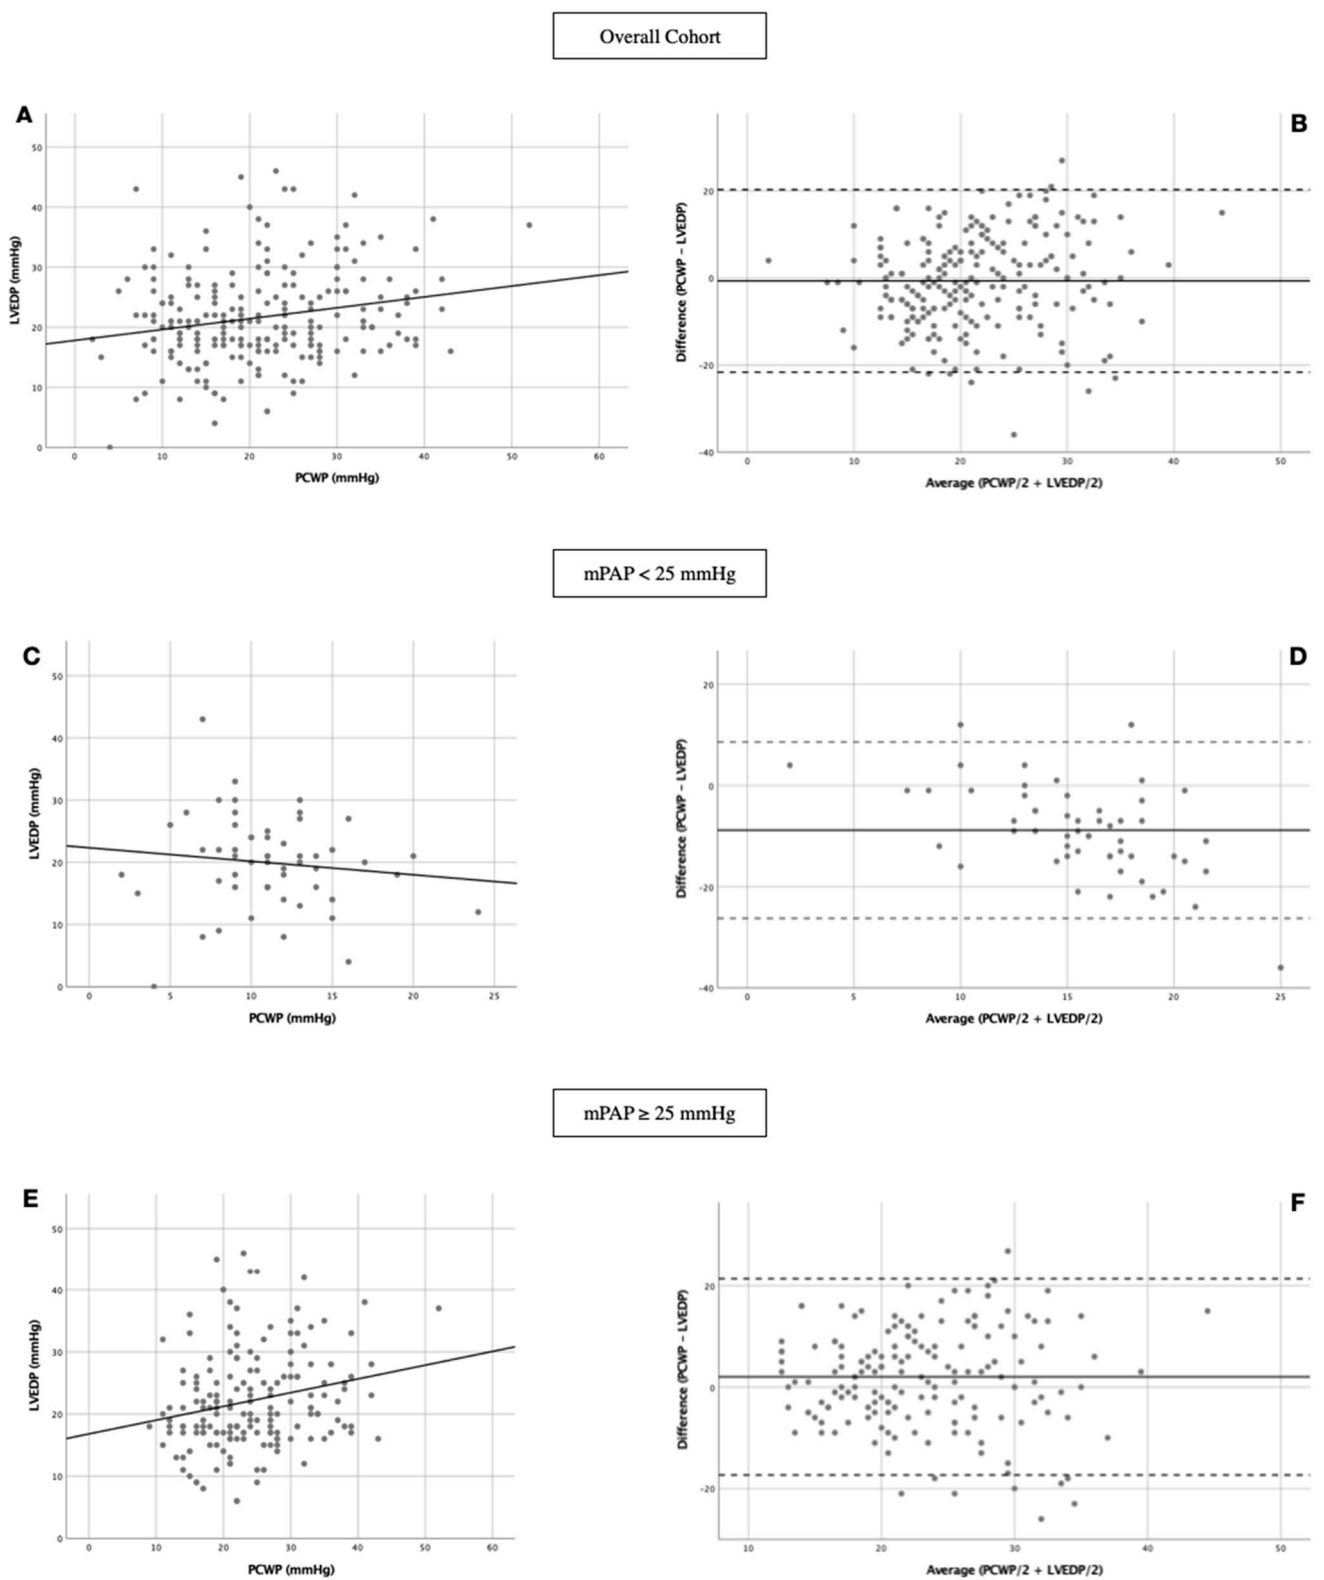 Overall Cohort
A
50
40
30
20
10
0
LVEDP (mmHg)
0 10 20 30 40 50 60
PCWP (mmHg)
B
20
0
-20
-40
Difference (PCWP - LVEDP)
0 10 20 30 40 50
Average (PCWP/2 + LVEDP/2)
mPAP < 25 mmHg
C
50
40
30
20
10
0
LVEDP (mmHg)
0 5 10 15 20 25
PCWP (mmHg)
D
20
0
-20
-40
Difference (PCWP - LVEDP)
0 5 10 15 20 25
Average (PCWP/2 + LVEDP/2)
mPAP ≥ 25 mmHg
E
50
40
30
20
10
0
LVEDP (mmHg)
0 10 20 30 40 50 60
PCWP (mmHg)
F
20
0
-20
Difference (PCWP - LVEDP)
10 20 30 40 50
Average (PCWP/2 + LVEDP/2)